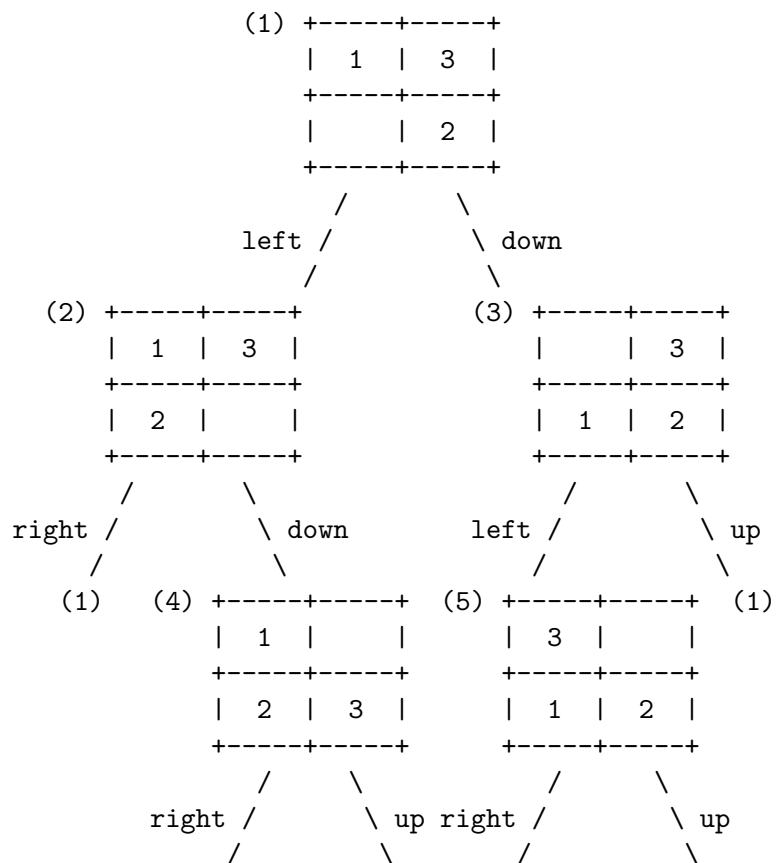 (1) +-----+-----+
| 1 | 3 |
+-----+-----+
| | 2 |
+-----+-----+
/ \
left / \ down
/ \
(2) +-----+-----+ (3) +-----+-----+
| 1 | 3 | | | 3 |
+-----+-----+ +-----+-----+
| 2 | | | 1 | 2 |
+-----+-----+ +-----+-----+
/ \ / \
right / \ down left / \ up
/ \ / \
(1) (4) +-----+-----+ (5) +-----+-----+ (1)
| 1 | | | 3 | |
+-----+-----+ +-----+-----+
| 2 | 3 | | 1 | 2 |
+-----+-----+ +-----+-----+
/ \ / \
right / \ up right / \ up
/ \ / \